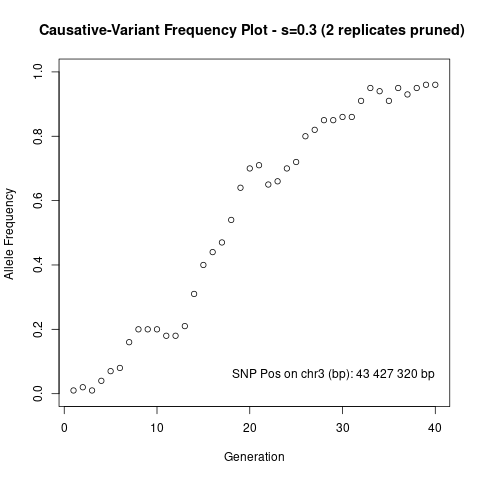 Causative-Variant Frequency Plot - s=0.3 (2 replicates pruned)
1.0
0.8
0.6
0.4
0.2
0.0
Allele Frequency
SNP Pos on chr3 (bp): 43 427 320 bp
0 10 20 30 40
Generation